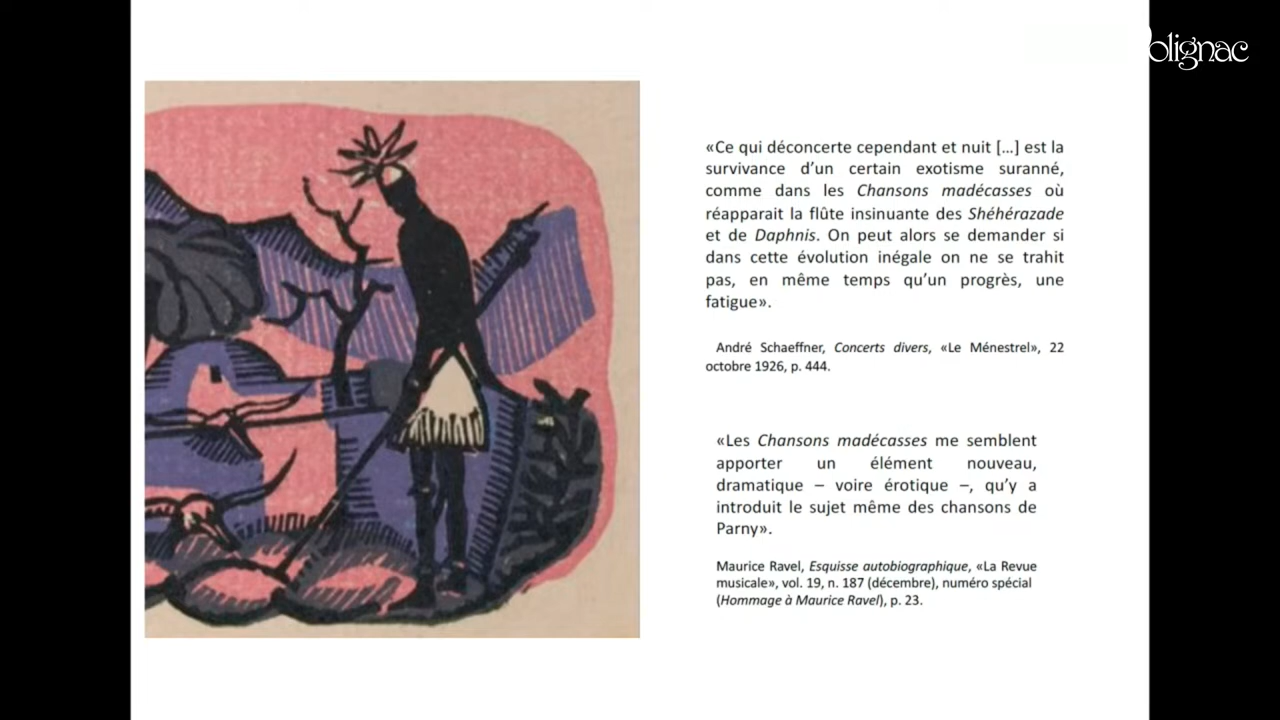 olignac
«Ce qui déconcerte cependant et nuit […] est la
survivance d’un certain exotisme suranné,
comme dans les Chansons madécasses où
réapparait la flûte insinuante des Shéhérazade
et de Daphnis. On peut alors se demander si
dans cette évolution inégale on ne se trahit
pas, en même temps qu’un progrès, une
fatigue».
André Schaeffner, Concerts divers, «Le Ménestrel», 22
octobre 1926, p. 444.
«Les Chansons madécasses me semblent
apporter un élément nouveau,
dramatique – voire érotique –, qu’y a
introduit le sujet même des chansons de
Parny».
Maurice Ravel, Esquisse autobiographique, «La Revue
musicale», vol. 19, n. 187 (décembre), numéro spécial
(Hommage à Maurice Ravel), p. 23.